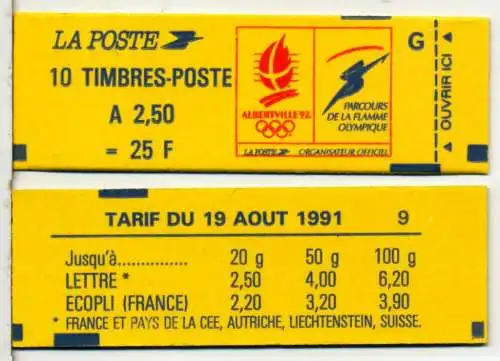 LA POSTE
10 TIMBRES-POSTE
A 2,50
= 25 F
ALBERTVILLE 92
PARCOURS
DE LA FLAMME
OLYMPIQUE
LA POSTE ORGANISATEUR OFFICIEL
G
OUVRIR ICI
TARIF DU 19 AOUT 1991 9
Jusqu'à............... 20 g 50 g 100 g
LETTRE * 2,50 4,00 6,20
ECOPLI (FRANCE) 2,20 3,20 3,90
* FRANCE ET PAYS DE LA CEE, AUTRICHE, LIECHTENSTEIN, SUISSE.